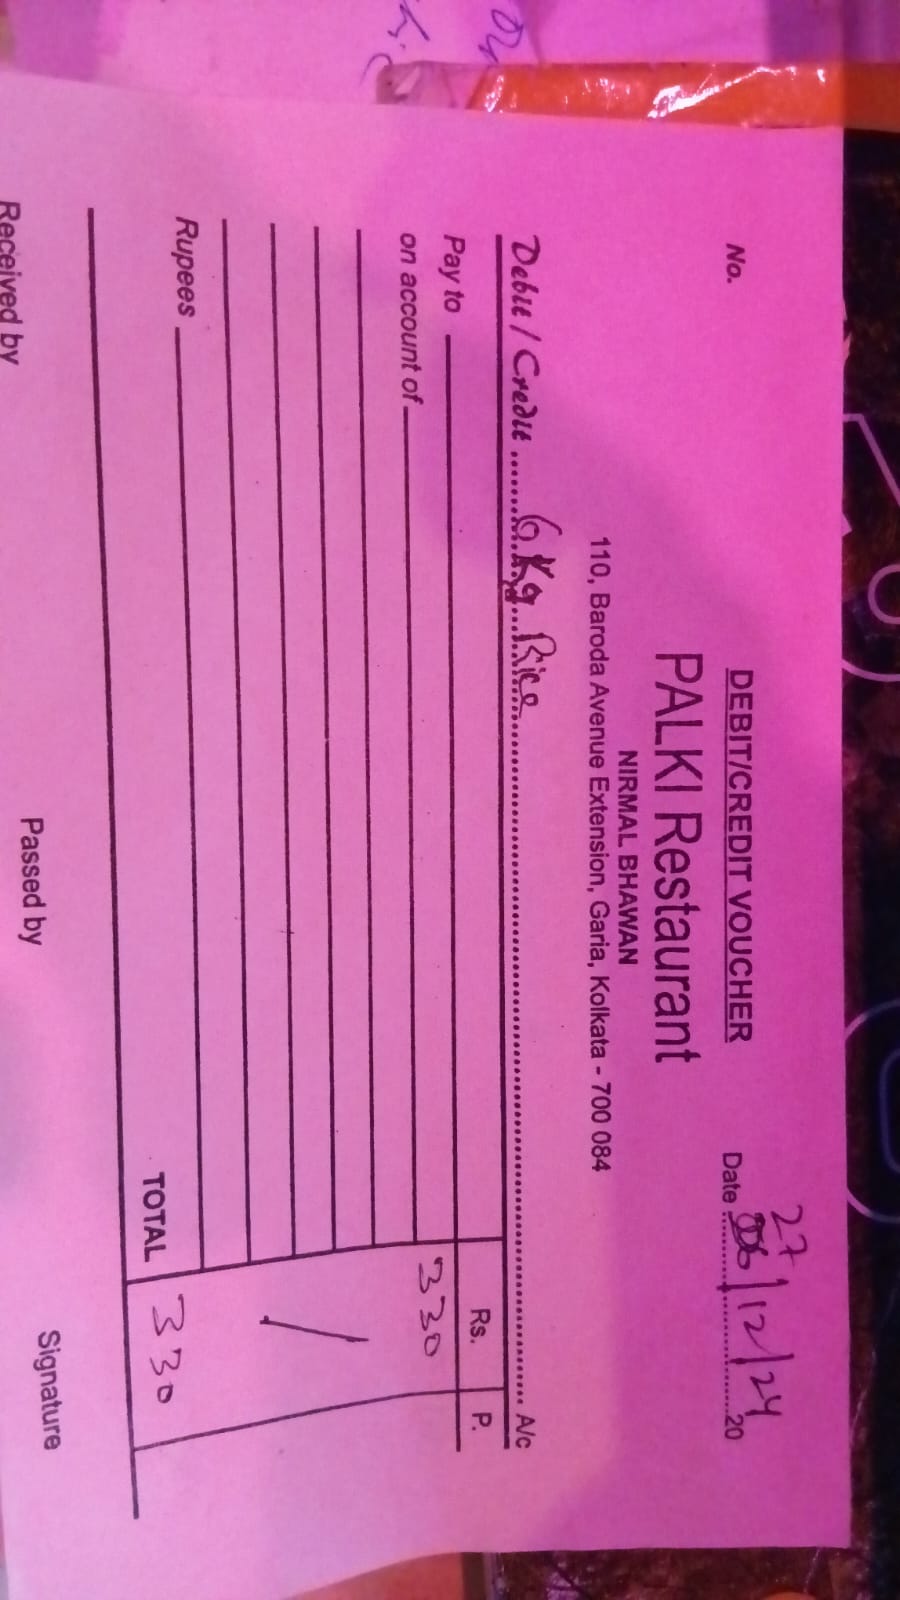 DEBIT/CREDIT VOUCHER
27
No. Date 06/12/24 20
PALKI Restaurant
NIRMAL BHAWAN
110, Baroda Avenue Extension, Garia, Kolkata - 700 084
Debit / Credit 6 Kg Rice A/c
Rs. P.
Pay to
on account of 330
/
Rupees
TOTAL 330
Received by Passed by Signature